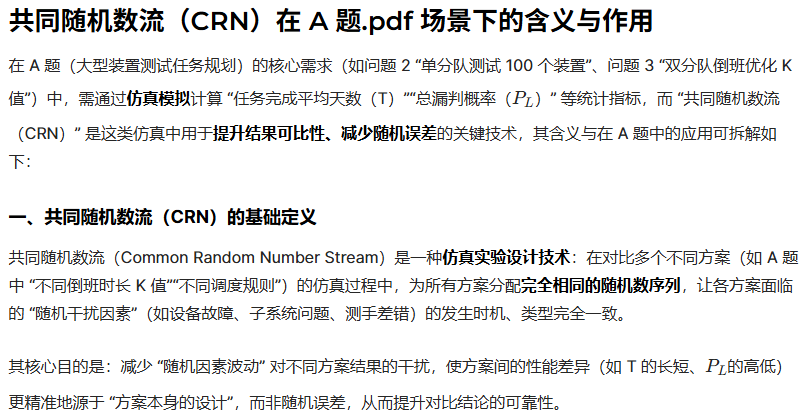 共同随机数流（CRN）在 A 题.pdf 场景下的含义与作用
在 A 题（大型装置测试任务规划）的核心需求（如问题 2 “单分队测试 100 个装置”、问题 3 “双分队倒班优化 K
值”）中，需通过仿真模拟计算 “任务完成平均天数（T）”“总漏判概率（P_L）” 等统计指标，而 “共同随机数流
（CRN）” 是这类仿真中用于提升结果可比性、减少随机误差的关键技术，其含义与在 A 题中的应用可拆解如
下：
一、共同随机数流（CRN）的基础定义
共同随机数流（Common Random Number Stream）是一种仿真实验设计技术：在对比多个不同方案（如 A 题
中 “不同倒班时长 K 值”“不同调度规则”）的仿真过程中，为所有方案分配完全相同的随机数序列，让各方案面临
的 “随机干扰因素”（如设备故障、子系统问题、测手差错）的发生时机、类型完全一致。
其核心目的是：减少 “随机因素波动” 对不同方案结果的干扰，使方案间的性能差异（如 T 的长短、P_L的高低）
更精准地源于 “方案本身的设计”，而非随机误差，从而提升对比结论的可靠性。